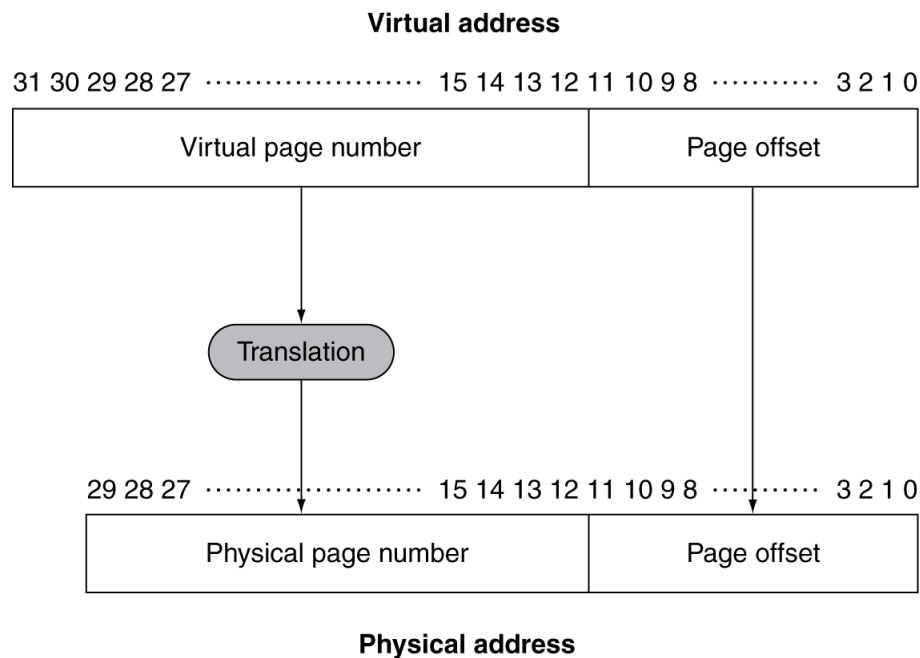 Virtual address
31 30 29 28 27 ...................... 15 14 13 12 11 10 9 8 ........... 3 2 1 0
Virtual page number Page offset
Translation
29 28 27 ...................... 15 14 13 12 11 10 9 8 ........... 3 2 1 0
Physical page number Page offset
Physical address